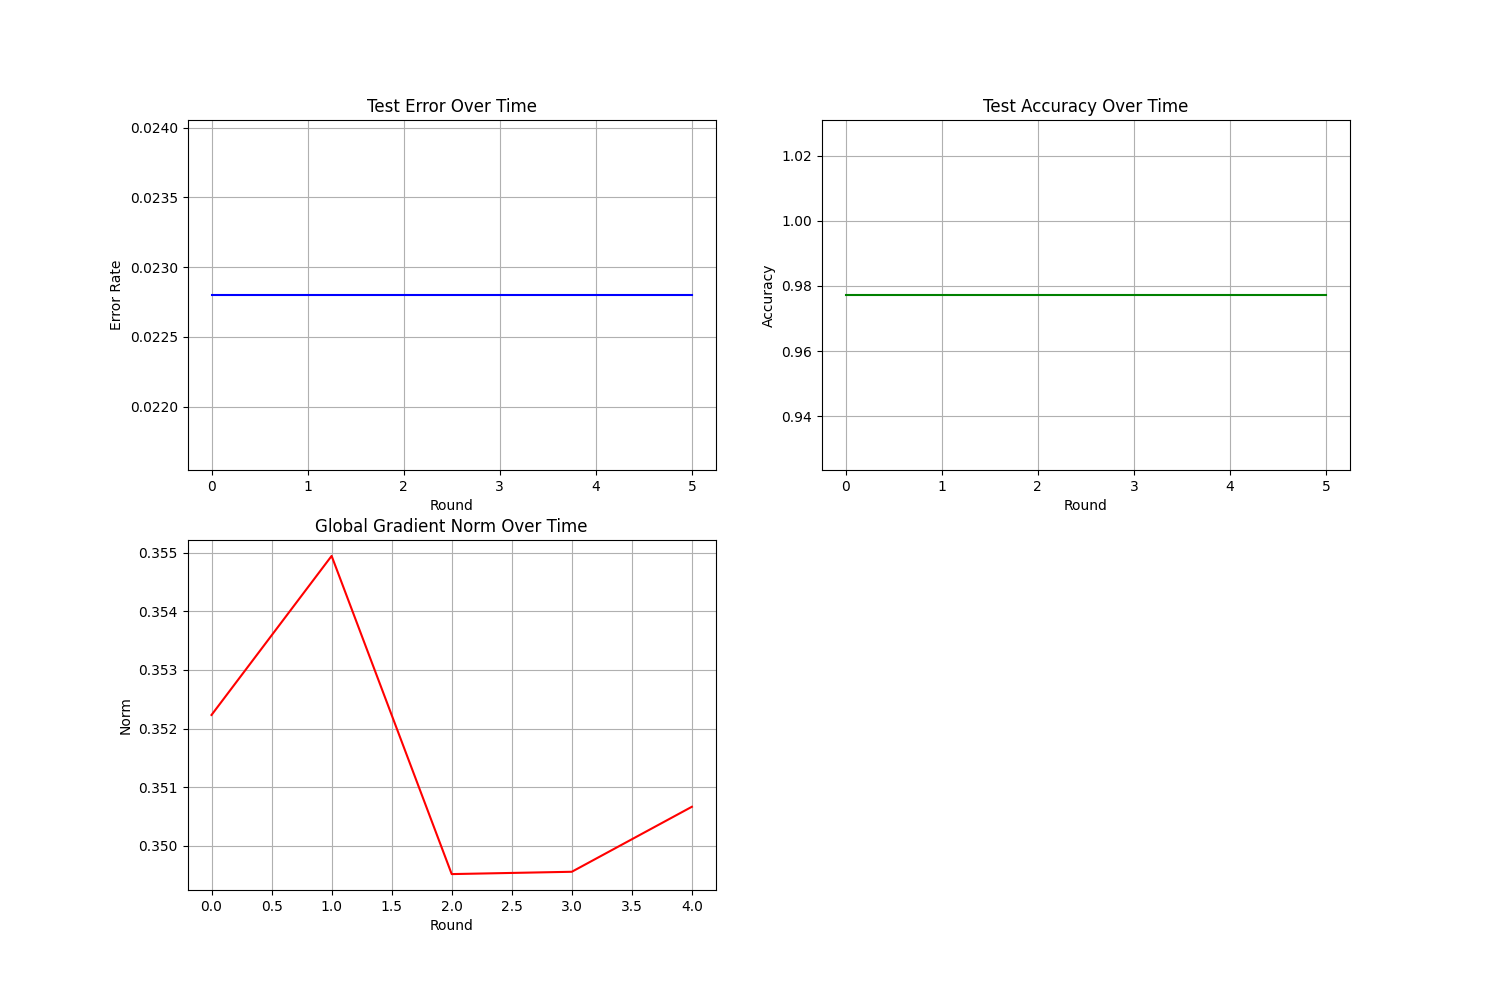 Test Error Over Time
0.0240
0.0235
0.0230
0.0225
0.0220
Error Rate
0 1 2 3 4 5
Round
Test Accuracy Over Time
1.02
1.00
0.98
0.96
0.94
Accuracy
0 1 2 3 4 5
Round
Global Gradient Norm Over Time
0.355
0.354
0.353
0.352
0.351
0.350
Norm
0.0 0.5 1.0 1.5 2.0 2.5 3.0 3.5 4.0
Round